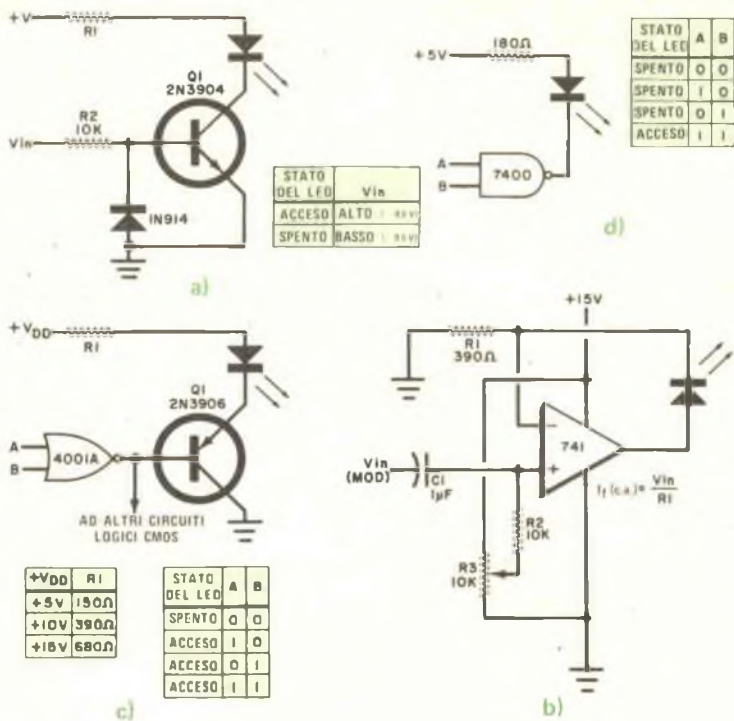 +V
R1
Q1
2N3904
R2
10K
Vin
1N914
STATO DEL LED Vin
ACCESO ALTO
SPENTO BASSO
a)
180Ω
+5V
A
B
7400
d)
STATO DEL LED A B
SPENTO 0 0
SPENTO 1 0
SPENTO 0 1
ACCESO 1 1
+VDD
R1
Q1
2N3906
A
B
4001A
AD ALTRI CIRCUITI
LOGICI CMOS
+VDD R1
+5V 150Ω
+10V 390Ω
+15V 680Ω
STATO DEL LED A B
SPENTO 0 0
ACCESO 1 0
ACCESO 0 1
ACCESO 1 1
c)
+15V
R1
390Ω
741
−
+
Vin
(MOD)
C1
1µF
If (c.a.) = Vin
R1
R2
10K
R3
10K
b)